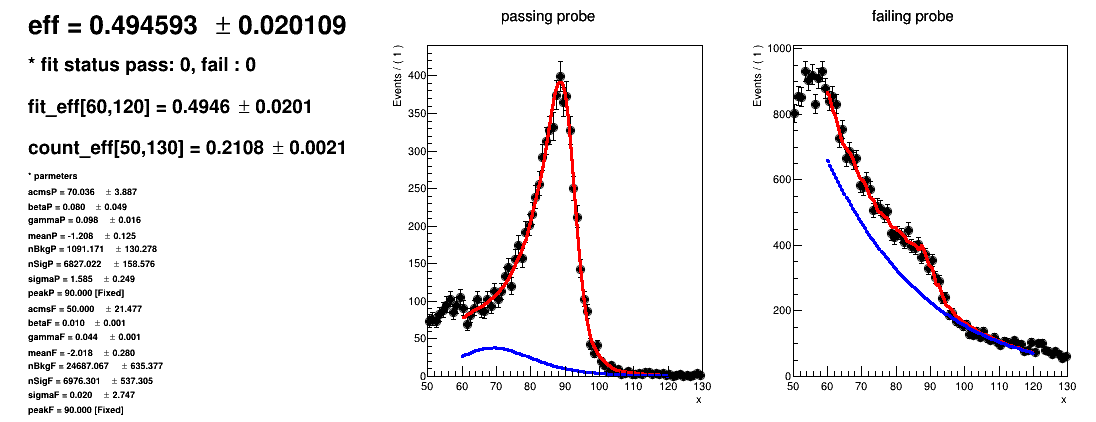 eff = 0.494593 ± 0.020109
* fit status pass: 0, fail : 0
fit_eff[60,120] = 0.4946 ± 0.0201
count_eff[50,130] = 0.2108 ± 0.0021
* parmeters
acmsP = 70.036 ± 3.887
betaP = 0.080 ± 0.049
gammaP = 0.098 ± 0.016
meanP = -1.208 ± 0.125
nBkgP = 1091.171 ± 130.278
nSigP = 6827.022 ± 158.576
sigmaP = 1.585 ± 0.249
peakP = 90.000 [Fixed]
acmsF = 50.000 ± 21.477
betaF = 0.010 ± 0.001
gammaF = 0.044 ± 0.001
meanF = -2.018 ± 0.280
nBkgF = 24687.067 ± 635.377
nSigF = 6976.301 ± 537.305
sigmaF = 0.020 ± 2.747
peakF = 90.000 [Fixed]
passing probe
Events / ( 1 )
400
350
300
250
200
150
100
50
0
50 60 70 80 90 100 110 120 130
x
failing probe
Events / ( 1 )
1000
800
600
400
200
0
50 60 70 80 90 100 110 120 130
x